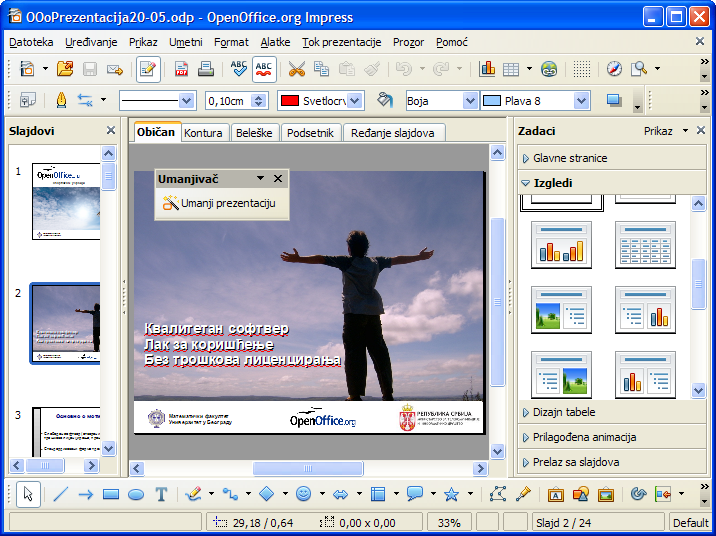 OOoPrezentacija20-05.odp - OpenOffice.org Impress
Datoteka Uređivanje Prikaz Umetni Format Alatke Tok prezentacije Prozor Pomoć
0,10cm Svetlocrv Boja Plava 8
Slajdovi
Običan Kontura Beleške Podsetnik Ređanje slajdova
Zadaci Prikaz
Glavne stranice
Izgledi
1
OpenOffice.org
2
3
Umanjivač
Umanji prezentaciju
Квалитетан софтвер
Лак за коришћење
Без трошкова лиценцирања
Математички факултет
Универзитет у Београду
OpenOffice.org
РЕПУБЛИКА СРБИЈА
Dizajn tabele
Prilagođena animacija
Prelaz sa slajdova
29,18 / 0,64 0,00 x 0,00 33% Slajd 2 / 24 Default